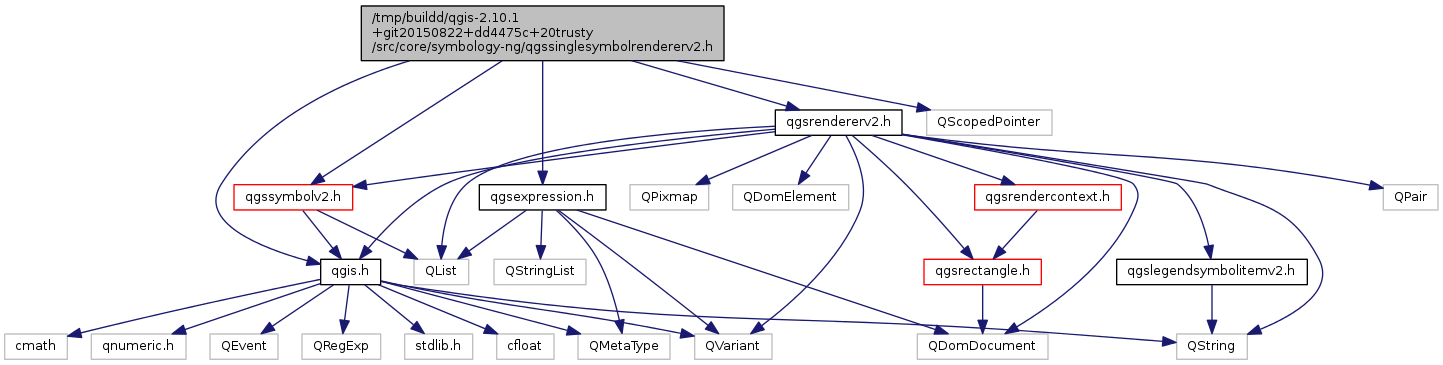 /tmp/buildd/qgis-2.10.1
+git20150822+dd4475c+20trusty
/src/core/symbology-ng/qgssinglesymbolrendererv2.h
qgsrendererv2.h
QScopedPointer
qgssymbolv2.h
qgsexpression.h
QPixmap
QDomElement
qgsrendercontext.h
QPair
qgis.h
QList
QStringList
qgsrectangle.h
qgslegendsymbolitemv2.h
cmath
qnumeric.h
QEvent
QRegExp
stdlib.h
cfloat
QMetaType
QVariant
QDomDocument
QString